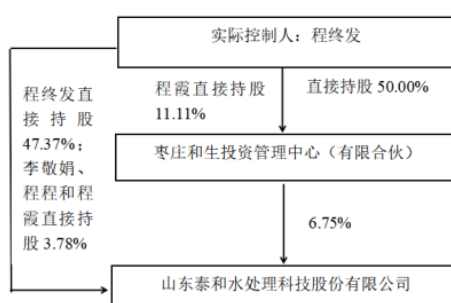 实际控制人：程终发
程终发直
接持股
47.37%；
李敬娟、
程程和程
霞直接持
股 3.78%
程霞直接持股
11.11%
直接持股 50.00%
枣庄和生投资管理中心（有限合伙）
6.75%
山东泰和水处理科技股份有限公司